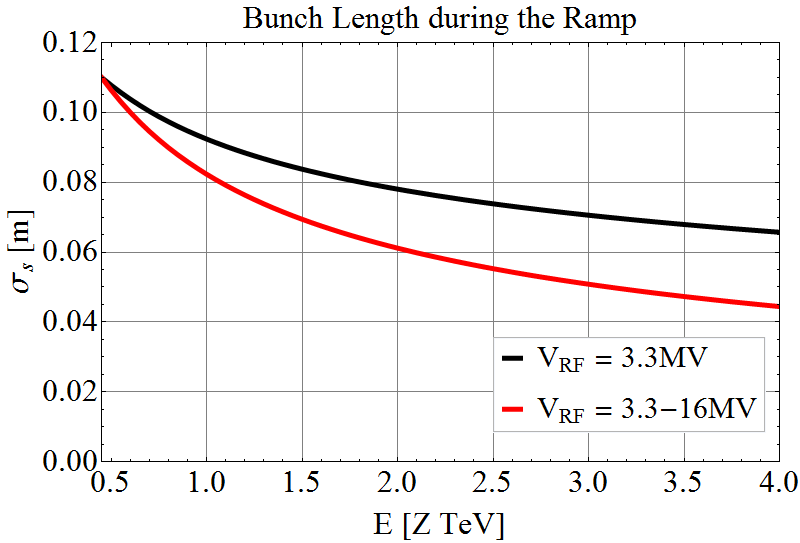 Bunch Length during the Ramp
0.12
0.10
0.08
0.06
0.04
0.02
0.00
σs [m]
VRF = 3.3MV
VRF = 3.3−16MV
0.5 1.0 1.5 2.0 2.5 3.0 3.5 4.0
E [Z TeV]